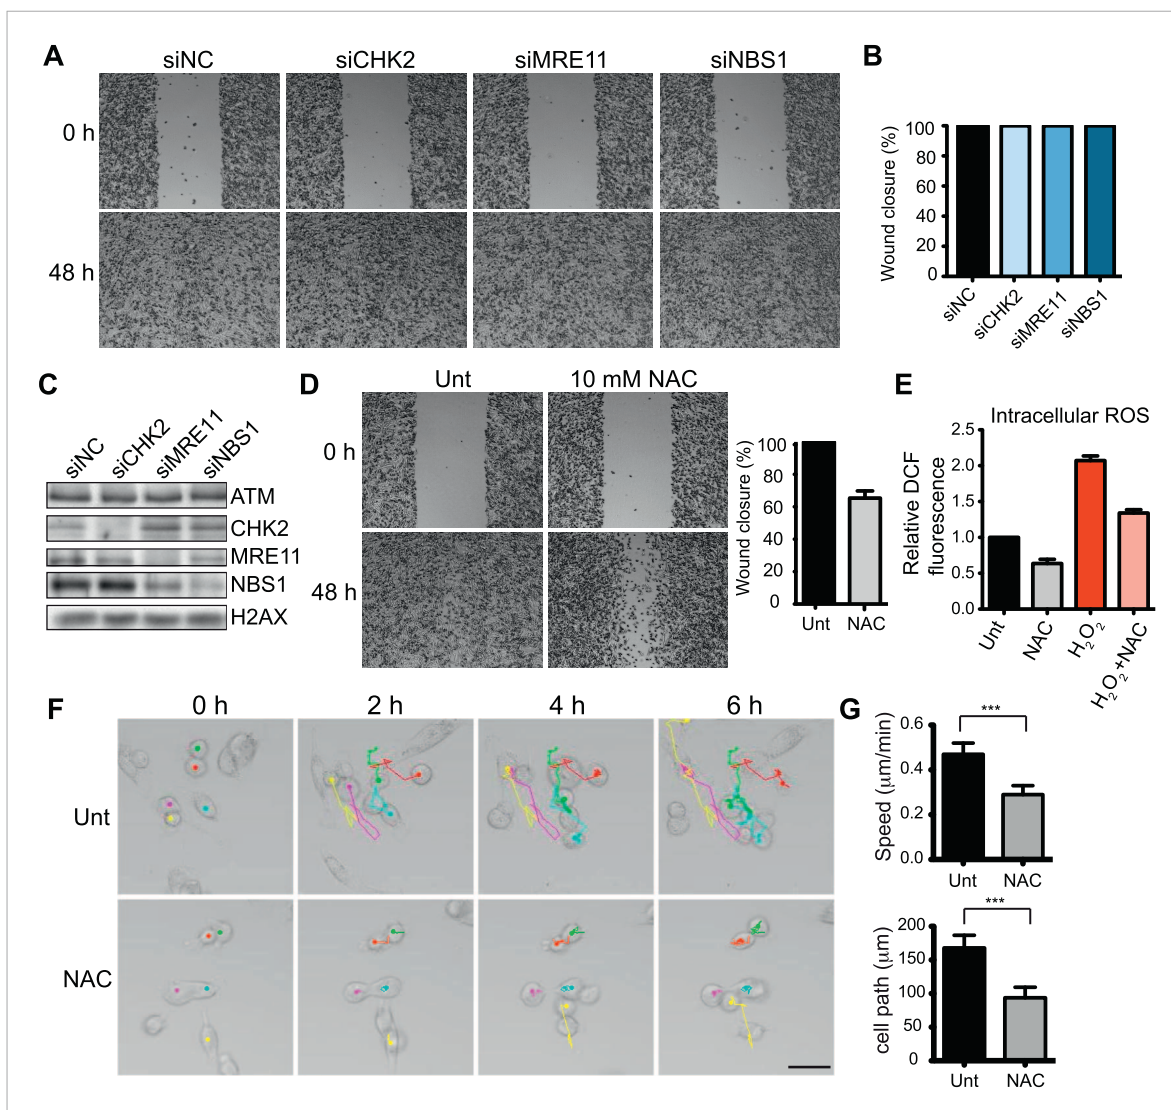 A
siNC siCHK2 siMRE11 siNBS1
0 h
48 h
B
Wound closure (%)
100
80
60
40
20
0
siNC siCHK2 siMRE11 siNBS1
C
siNC siCHK2 siMRE11 siNBS1
ATM
CHK2
MRE11
NBS1
H2AX
D
Unt 10 mM NAC
0 h
48 h
Wound closure (%)
100
80
60
40
20
0
Unt NAC
E
Intracellular ROS
Relative DCF
fluorescence
2.5
2.0
1.5
1.0
0.5
0.0
Unt NAC H₂O₂ H₂O₂+NAC
F
0 h 2 h 4 h 6 h
Unt
NAC
G
***
Speed (μm/min)
0.6
0.4
0.2
0.0
Unt NAC
***
cell path (μm)
200
150
100
50
0
Unt NAC